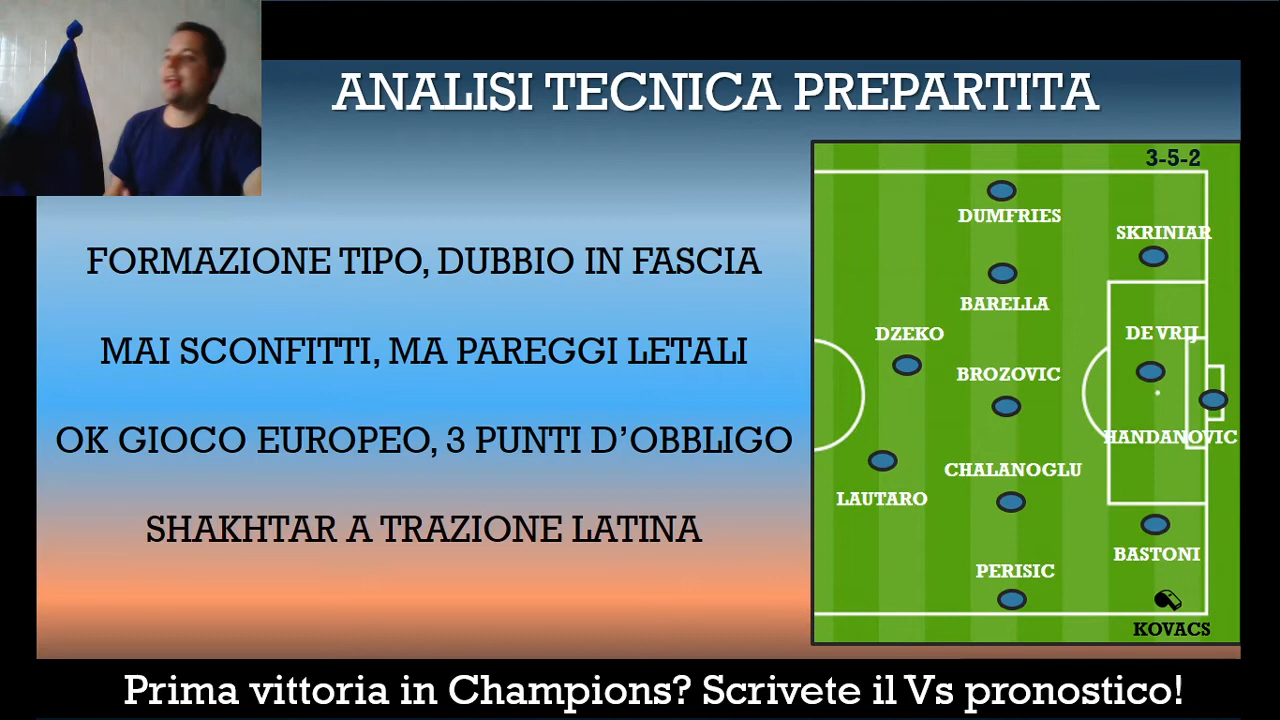 ANALISI TECNICA PREPARTITA
FORMAZIONE TIPO, DUBBIO IN FASCIA
MAI SCONFITTI, MA PAREGGI LETALI
OK GIOCO EUROPEO, 3 PUNTI D'OBBLIGO
SHAKHTAR A TRAZIONE LATINA
3-5-2
DUMFRIES
SKRINIAR
BARELLA
DZEKO
DE VRIJ
BROZOVIC
HANDANOVIC
CHALANOGLU
LAUTARO
BASTONI
PERISIC
KOVACS
Prima vittoria in Champions? Scrivete il Vs pronostico!